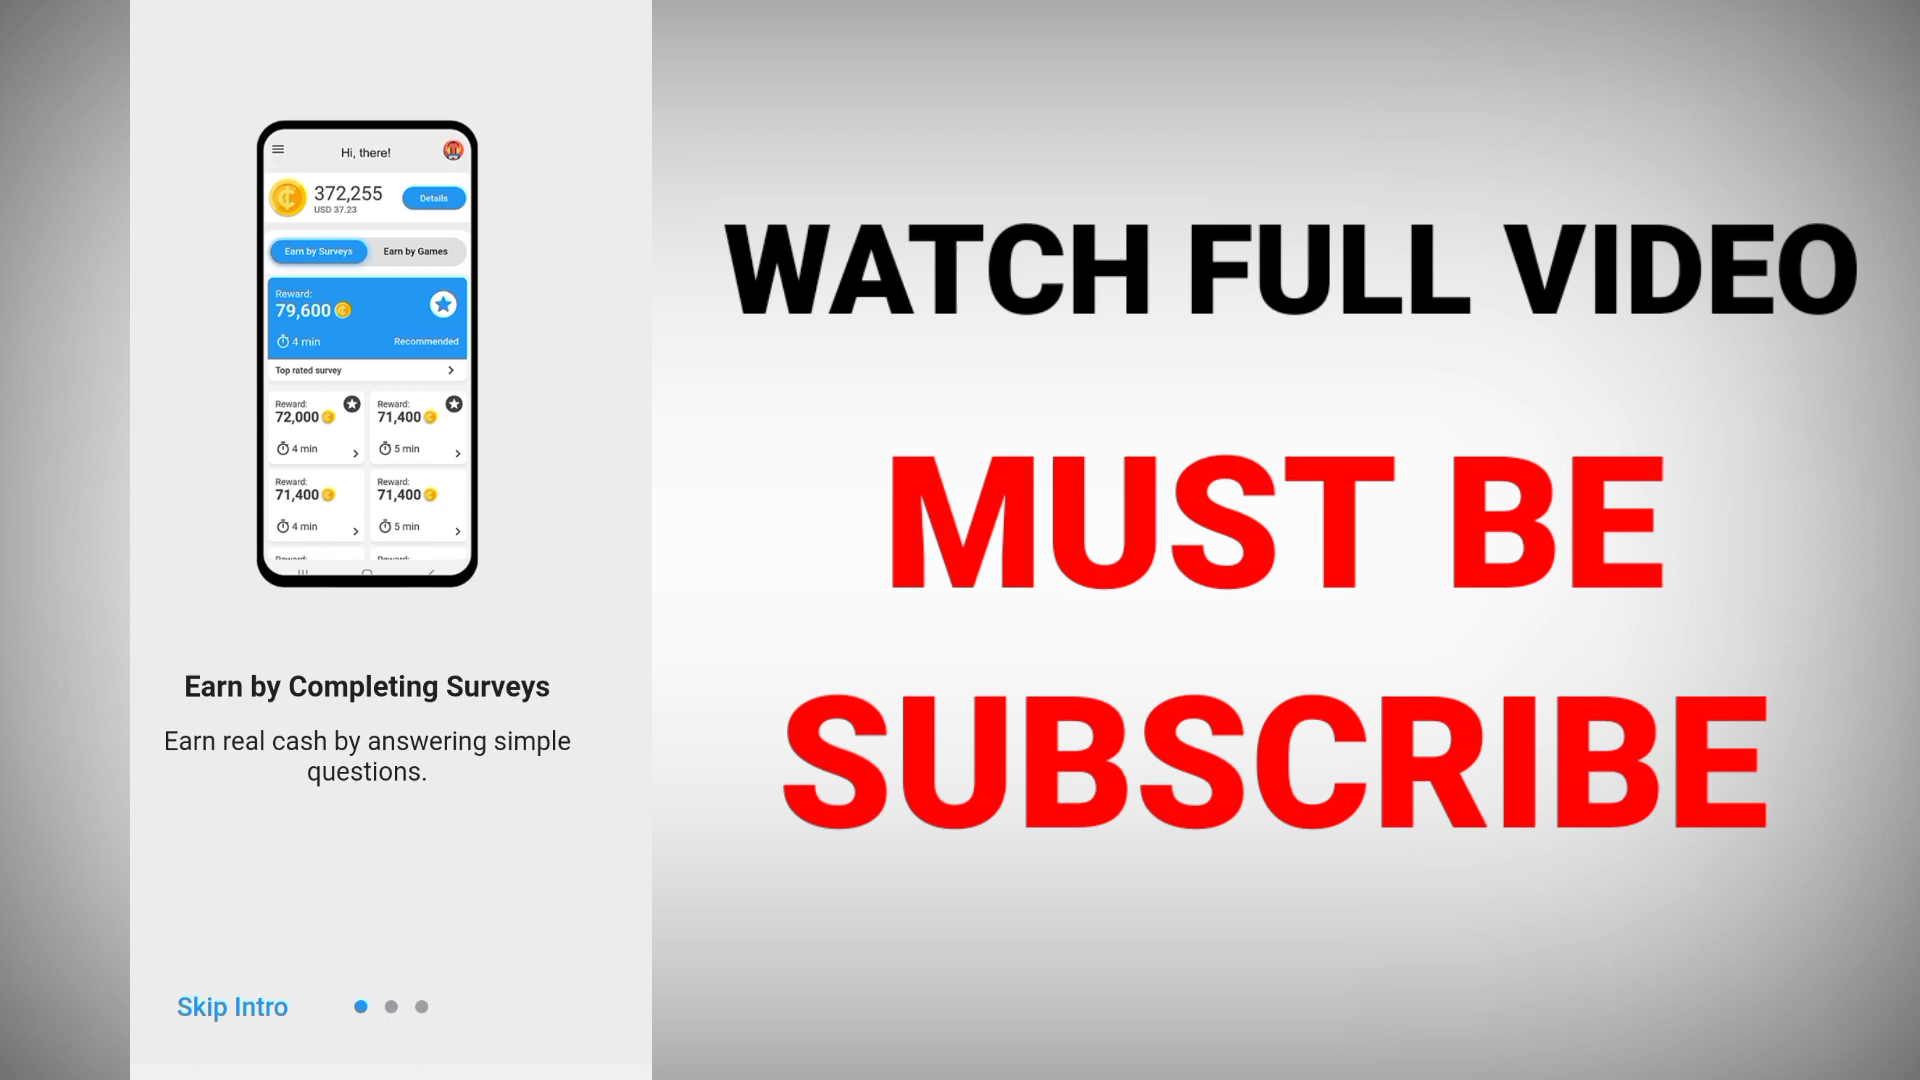 Hi, there!
372,255
USD 37.23
Details
Earn by Surveys
Earn by Games
Reward:
79,600
4 min
Recommended
Top rated survey
Reward:
72,000
4 min
Reward:
71,400
5 min
Reward:
71,400
4 min
Reward:
71,400
5 min
Reward:
Reward:
Earn by Completing Surveys
Earn real cash by answering simple
questions.
Skip Intro
WATCH FULL VIDEO
MUST BE
SUBSCRIBE